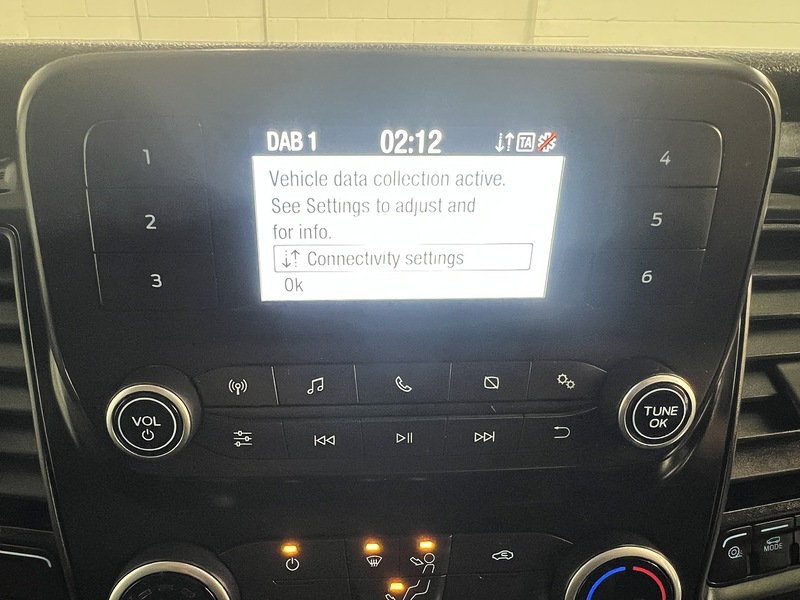 DAB 1 02:12 TA
Vehicle data collection active.
See Settings to adjust and
for info.
Connectivity settings
Ok
1
2
3
4
5
6
VOL
TUNE
OK
MODE